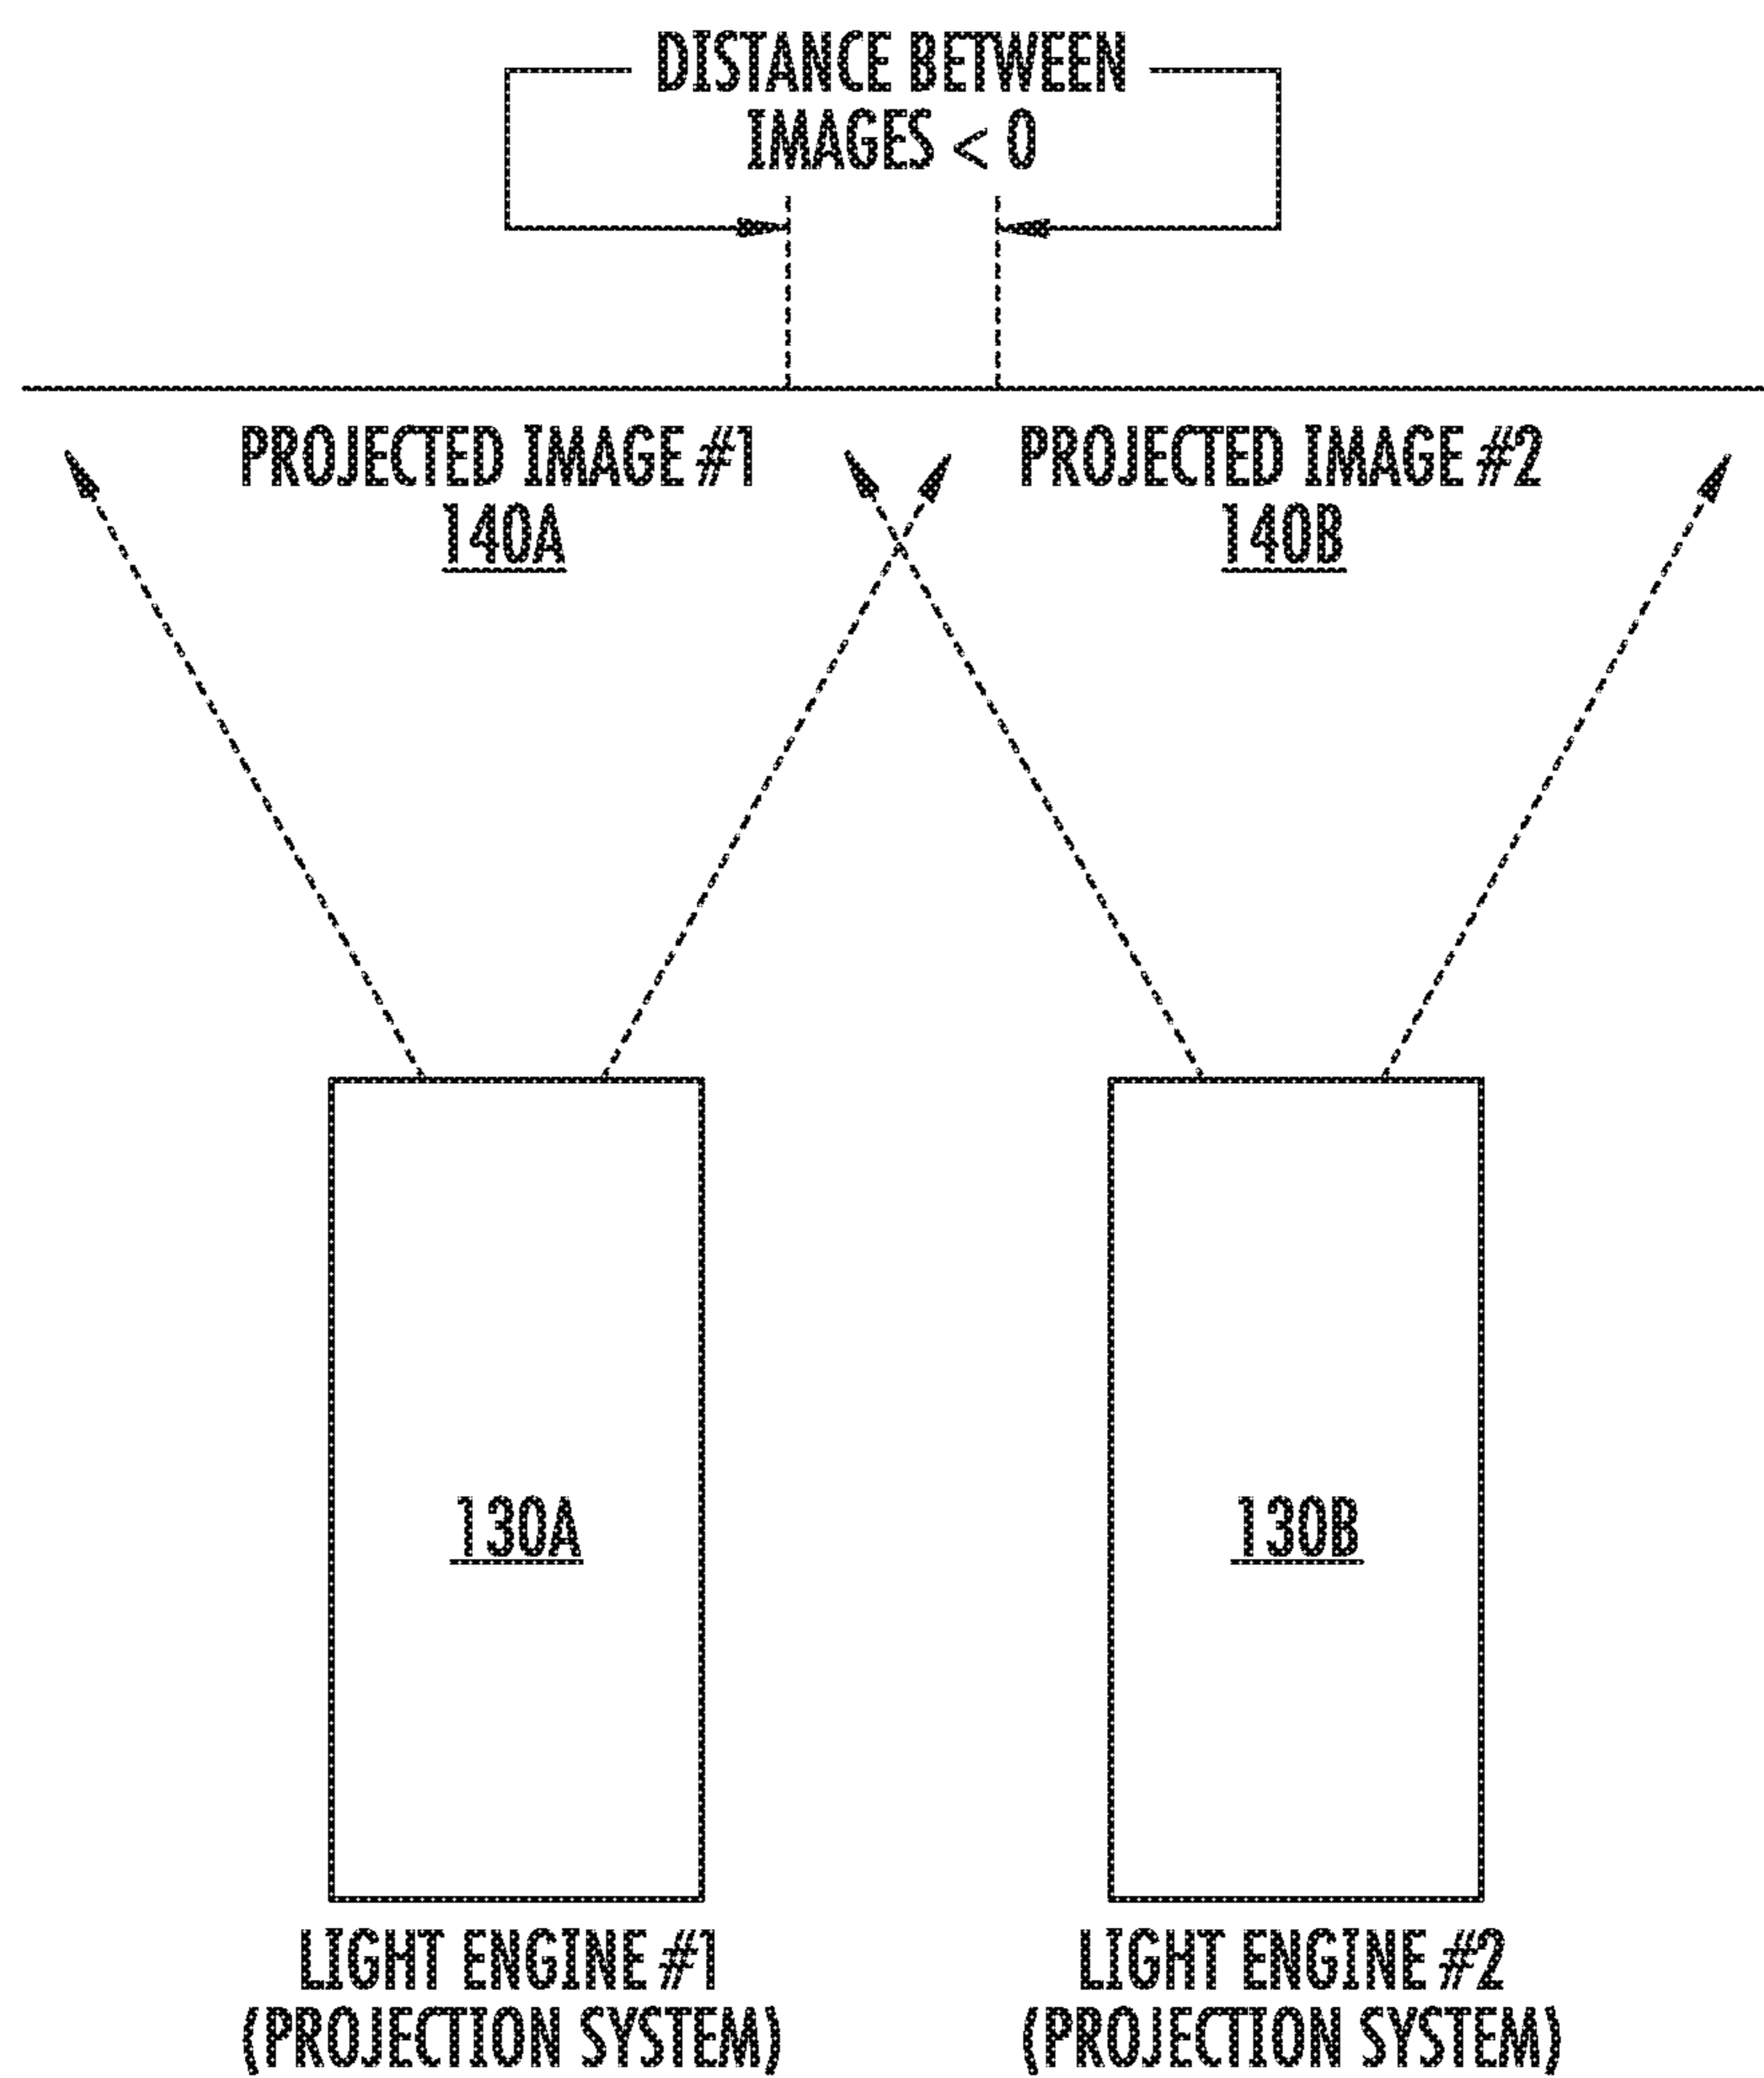 DISTANCE BETWEEN
IMAGES < 0
PROJECTED IMAGE #1
140A
PROJECTED IMAGE #2
140B
130A
130B
LIGHT ENGINE #1
(PROJECTION SYSTEM)
LIGHT ENGINE #2
(PROJECTION SYSTEM)